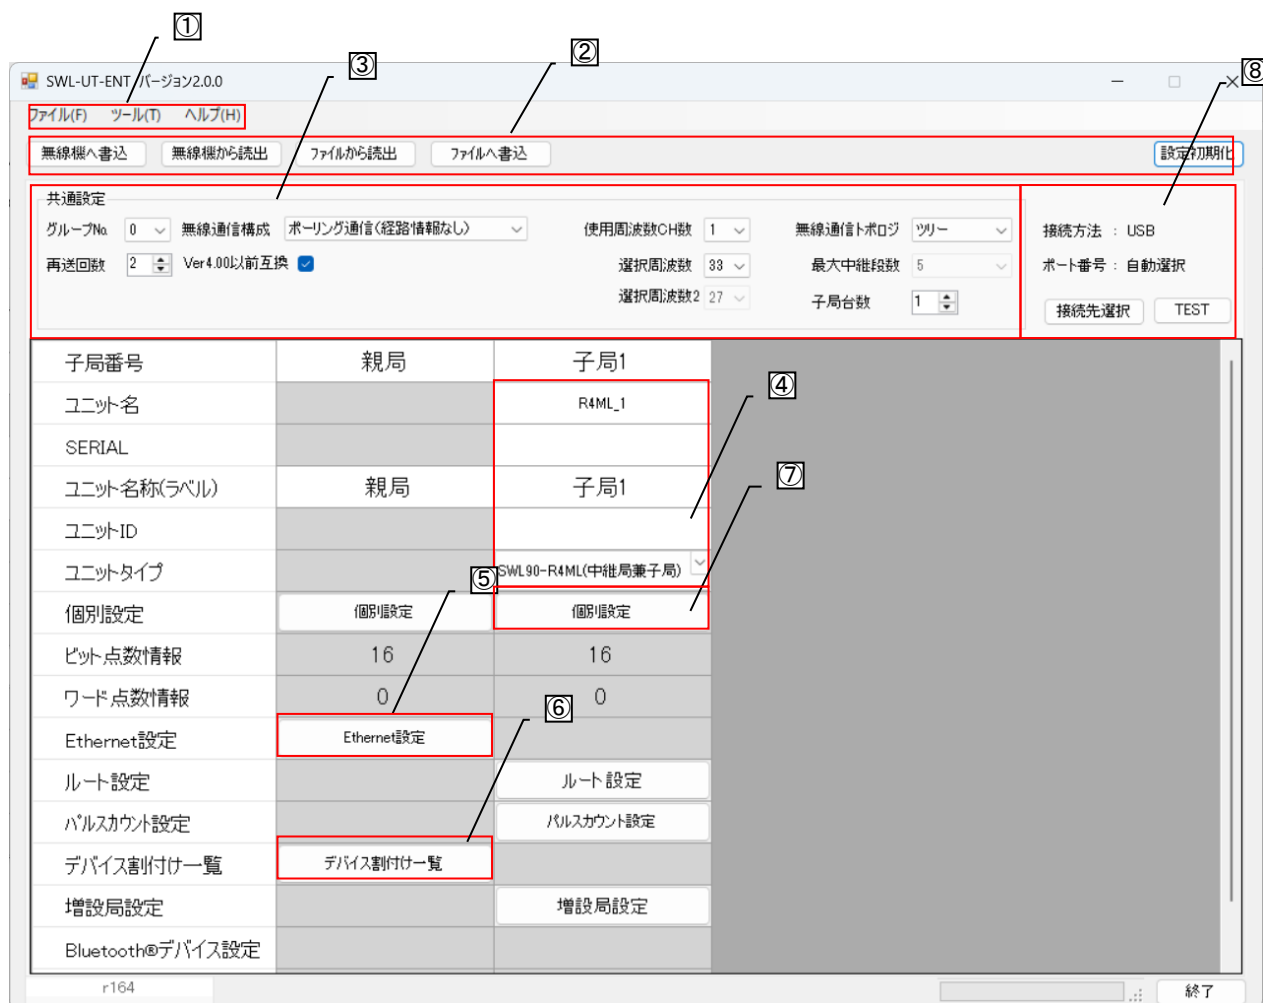 ①
②
③
⑧
SWL-UT-ENT バージョン2.0.0
ファイル(F) ツール(T) ヘルプ(H)
無線機へ書込 無線機から読出 ファイルから読出 ファイルへ書込 設定初期化
共通設定
グループNo. 0 無線通信構成 ポーリング通信(経路情報なし) 使用周波数CH数 1 無線通信トポロジ ツリー
再送回数 2 Ver4.00以前互換 選択周波数 33 最大中継段数 5
選択周波数2 27 子局台数 1
接続方法 : USB
ポート番号 : 自動選択
接続先選択 TEST
子局番号 親局 子局1
ユニット名 R4ML_1
④
SERIAL
ユニット名称(ラベル) 親局 子局1
⑦
ユニットID
ユニットタイプ SWL90-R4ML(中継局兼子局)
⑤
個別設定 個別設定 個別設定
ビット点数情報 16 16
ワード点数情報 0 0
⑥
Ethernet設定 Ethernet設定
ルート設定 ルート設定
パルスカウント設定 パルスカウント設定
デバイス割付け一覧 デバイス割付け一覧
増設局設定 増設局設定
Bluetooth®デバイス設定
r164 終了